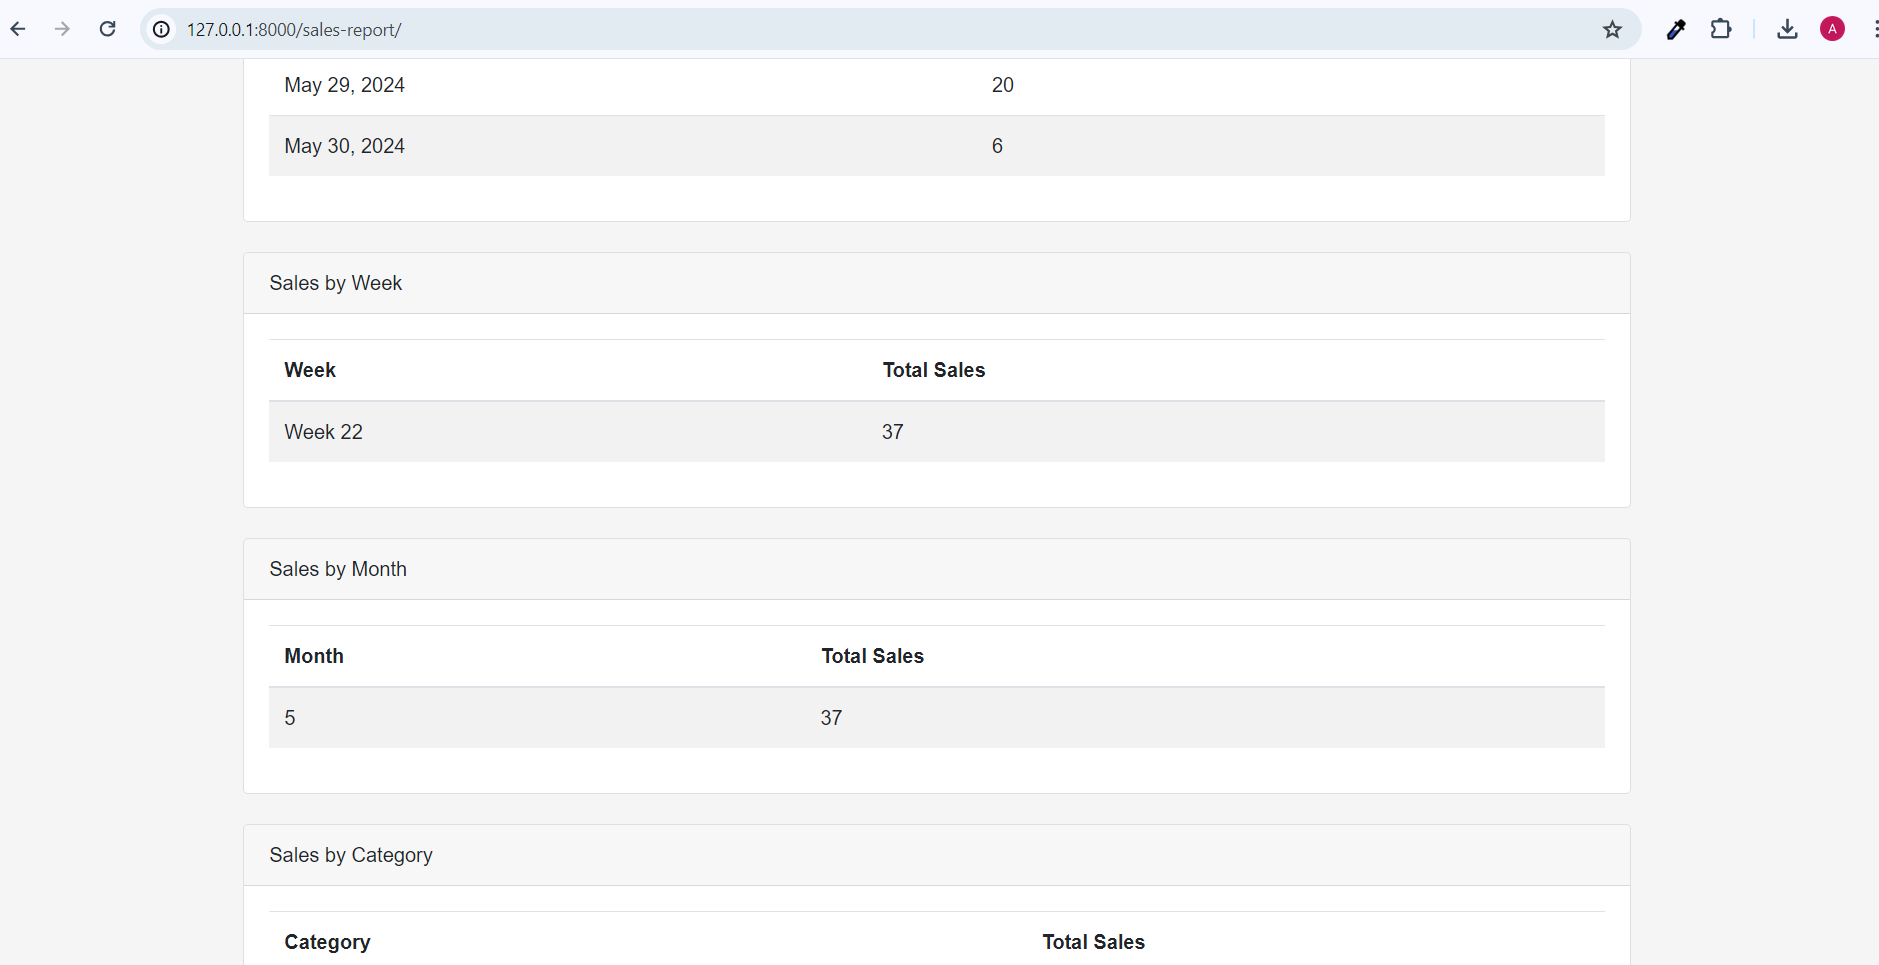 127.0.0.1:8000/sales-report/
A
May 29, 2024 20
May 30, 2024 6
Sales by Week
Week Total Sales
Week 22 37
Sales by Month
Month Total Sales
5 37
Sales by Category
Category Total Sales